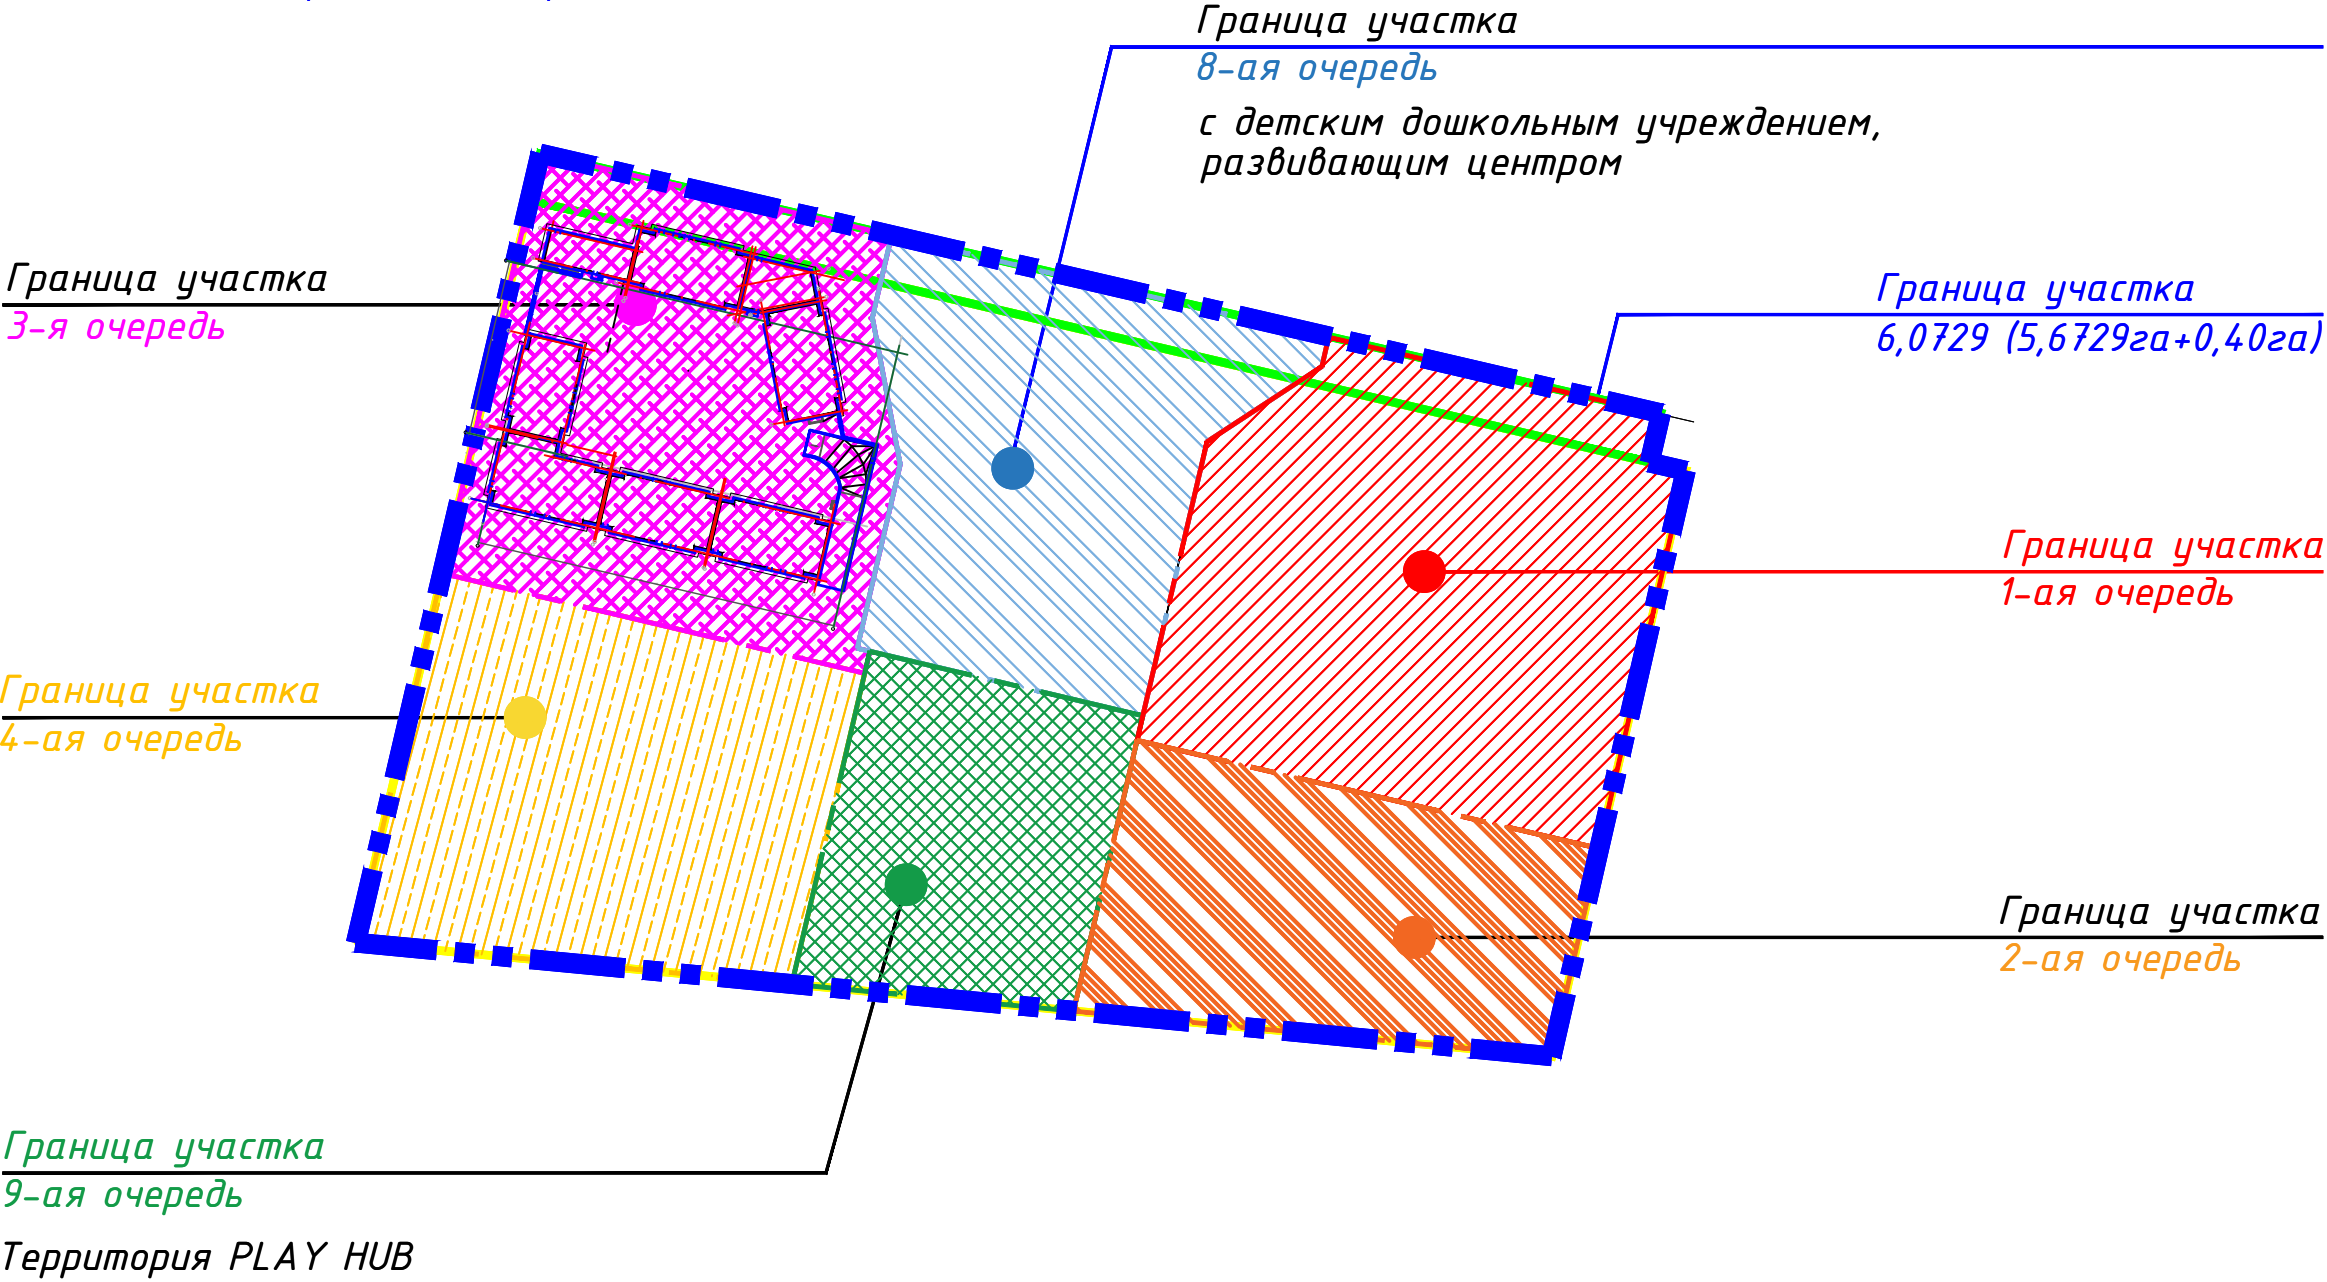 Граница участка
8-ая очередь
с детским дошкольным учреждением,
развивающим центром
Граница участка
3-я очередь
Граница участка
6,0729 (5,6729га+0,40га)
Граница участка
1-ая очередь
Граница участка
4-ая очередь
Граница участка
2-ая очередь
Граница участка
9-ая очередь
Территория PLAY HUB